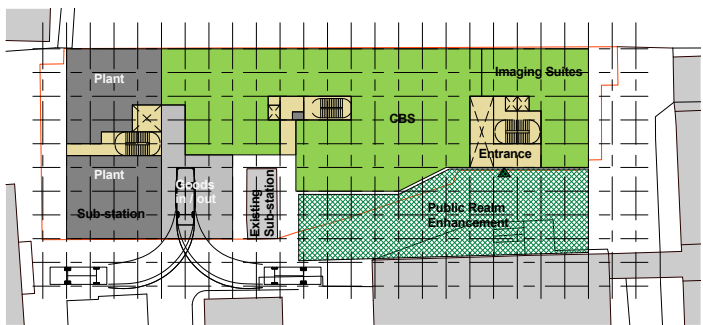 Plant
Imaging Suites
CBS
Entrance
Plant
Goods
in / out
Sub-station
Existing
Sub-station
Public Realm
Enhancement